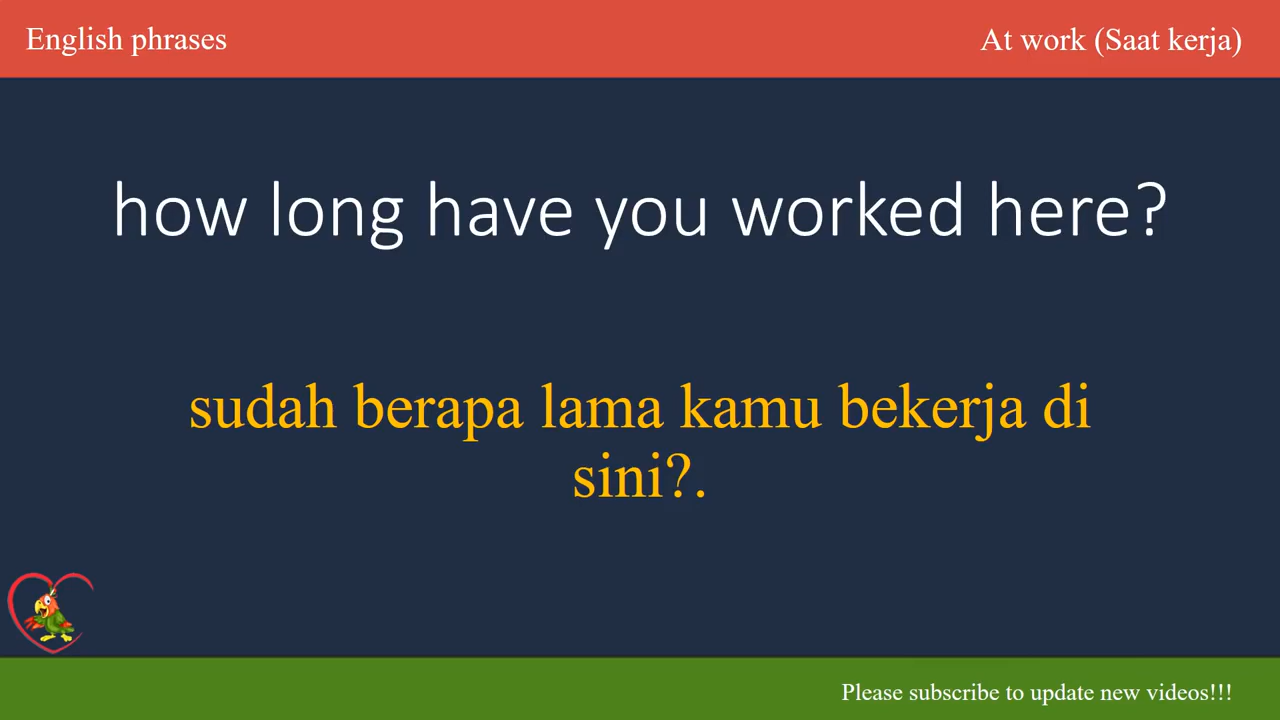 English phrases
At work (Saat kerja)
how long have you worked here?
sudah berapa lama kamu bekerja di
sini?.
Please subscribe to update new videos!!!